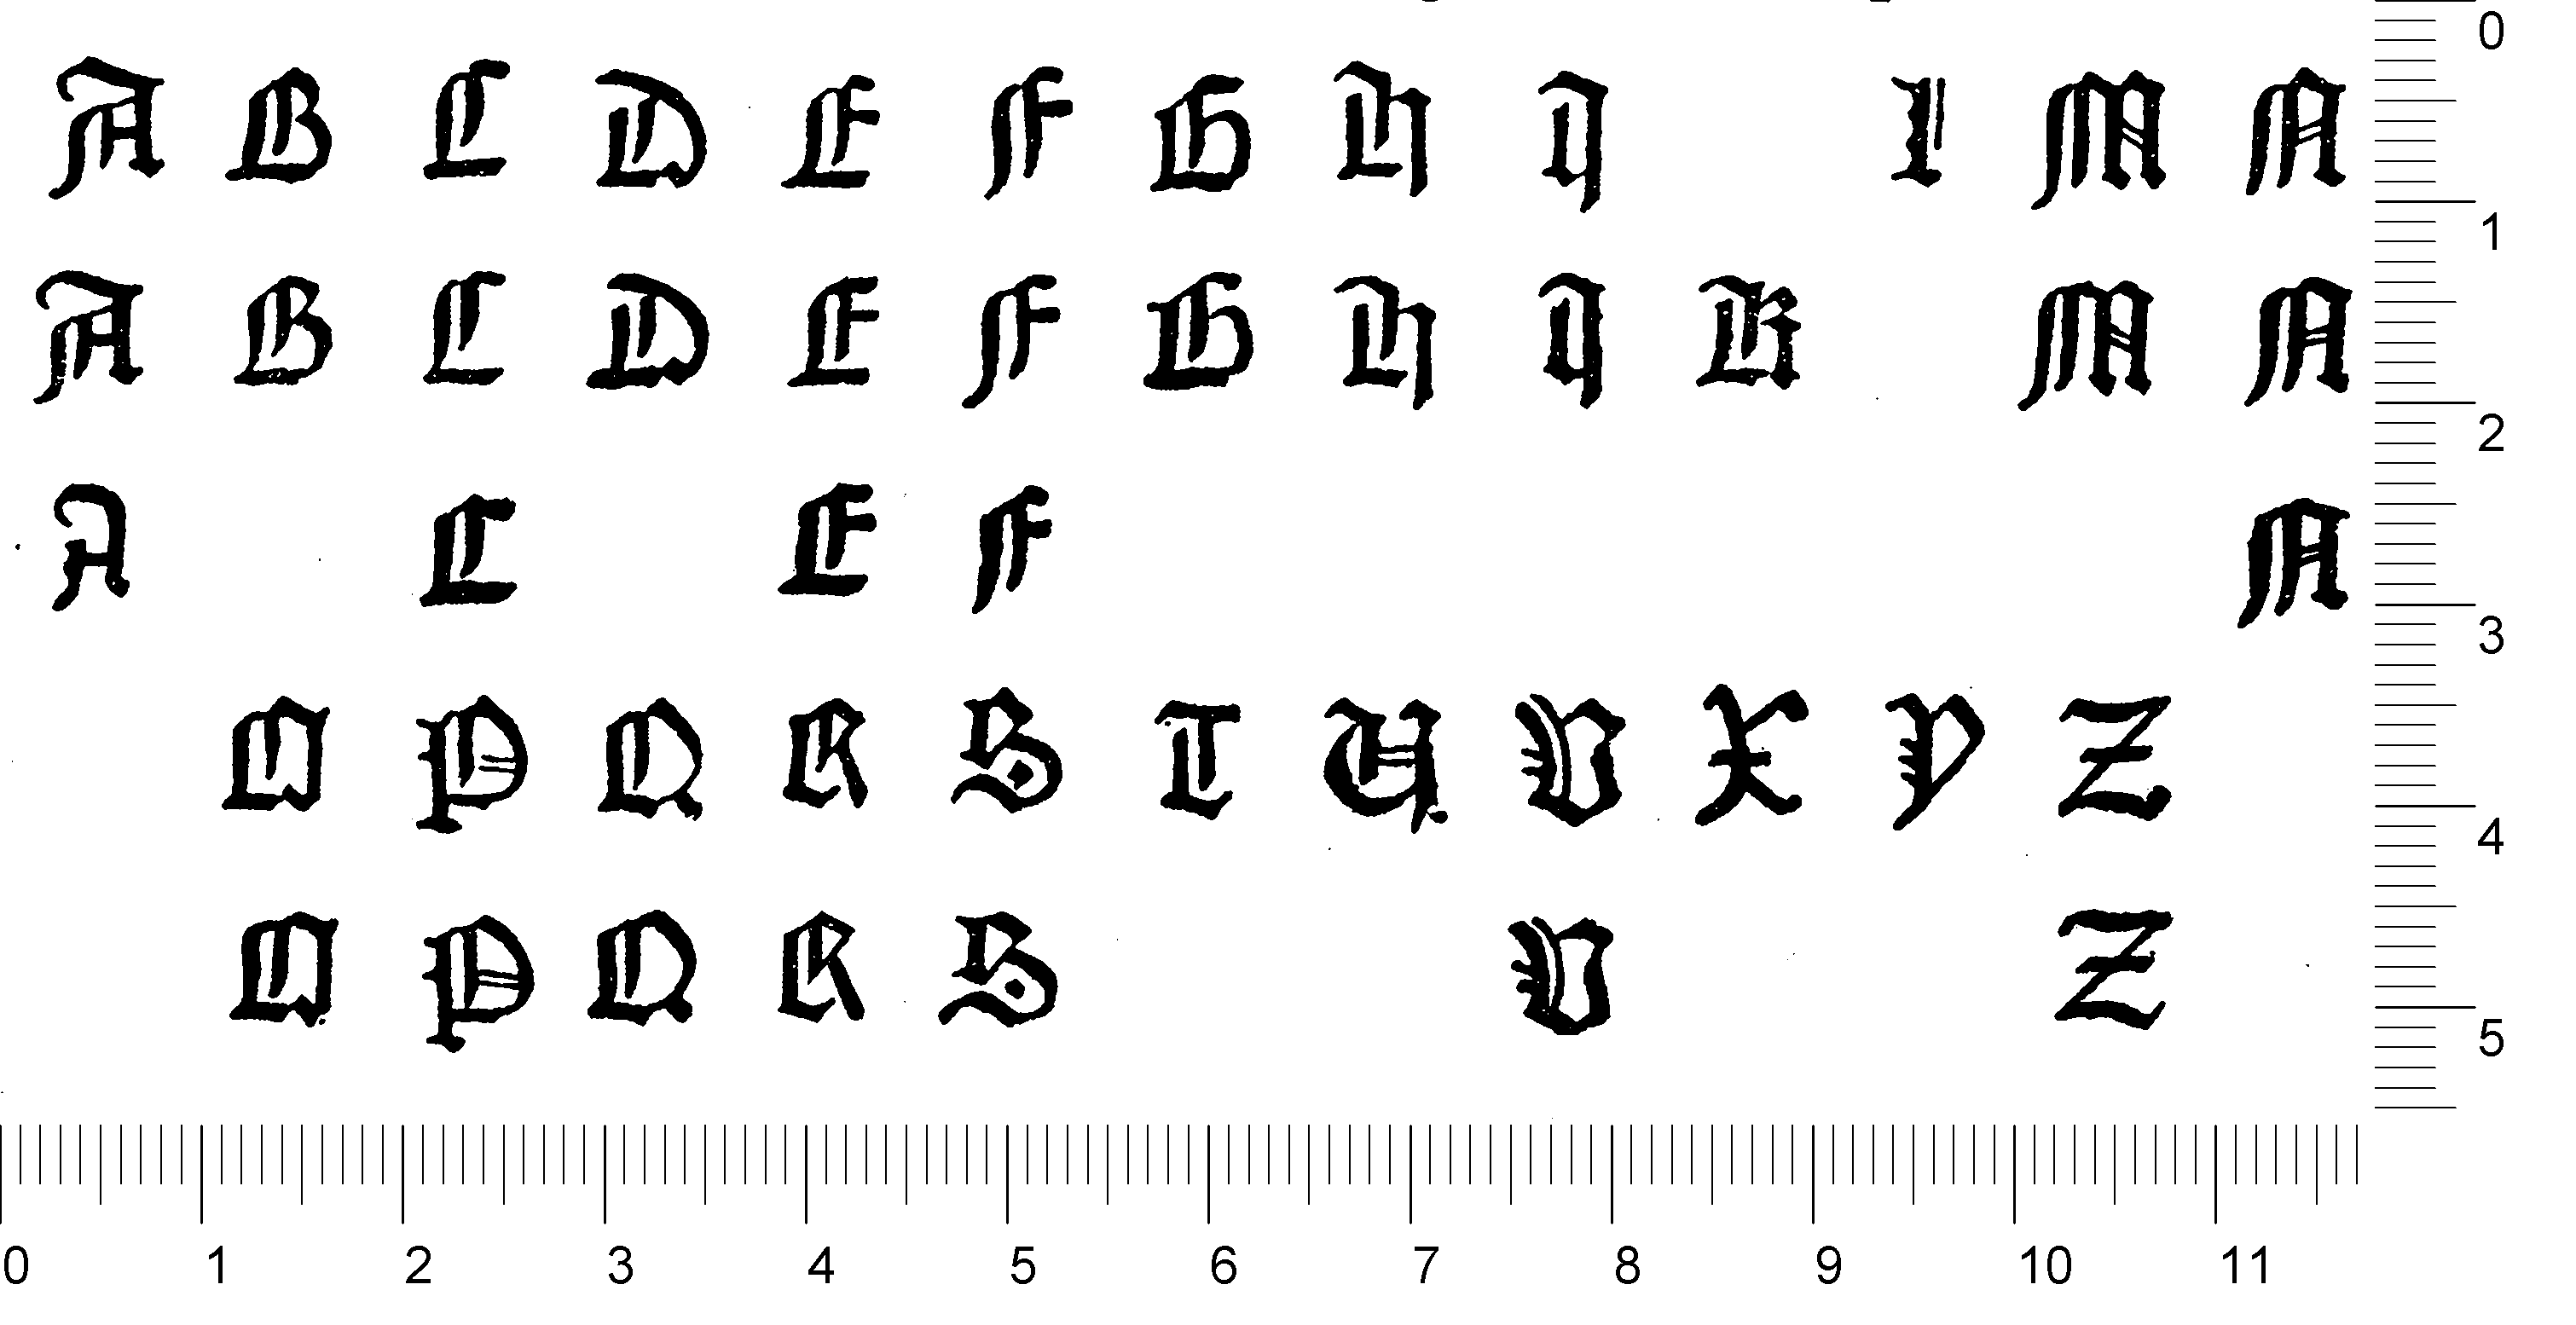 A B C D E F G H I L M N
A B C D E F G H I K M N
A C E F N
O P Q R S T U V X Y Z
O P Q R S V Z
0 1 2 3 4 5
0 1 2 3 4 5 6 7 8 9 10 11